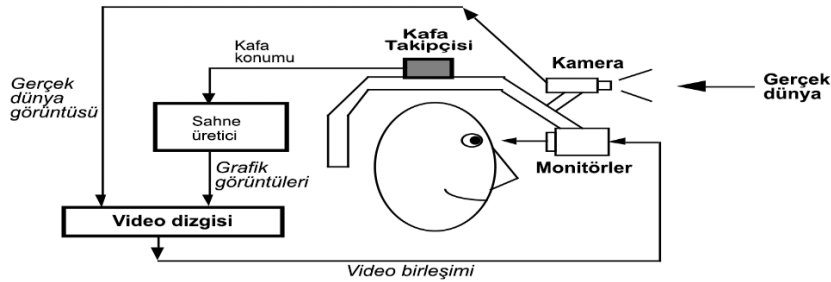 Kafa
Takipçisi
Kafa
konumu
Kamera
Gerçek
dünya
Gerçek
dünya
görüntüsü
Sahne
üretici
Grafik
görüntüleri
Monitörler
Video dizgisi
Video birleşimi